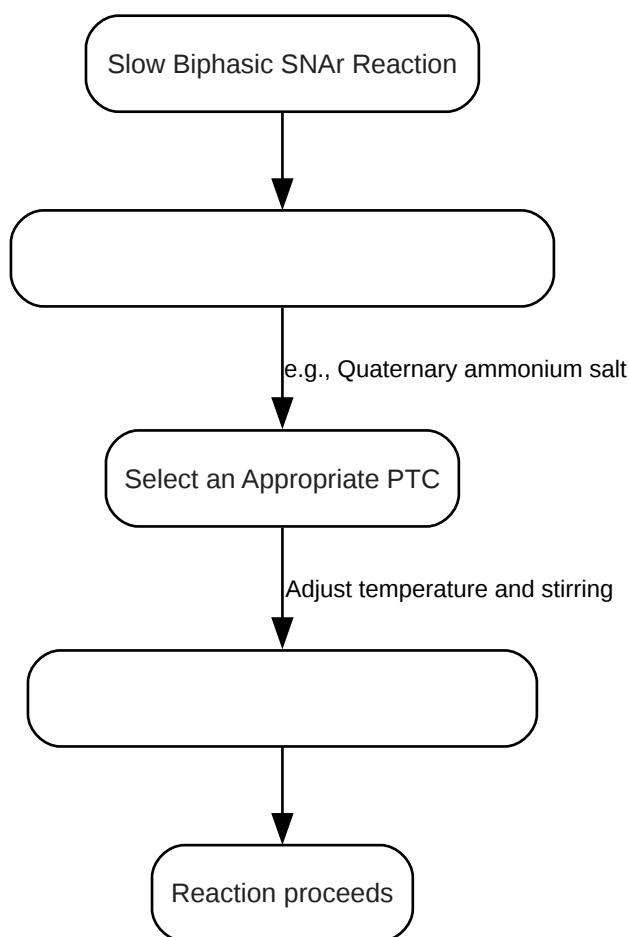 Slow Biphasic SNAr Reaction
e.g., Quaternary ammonium salt
Select an Appropriate PTC
Adjust temperature and stirring
Reaction proceeds